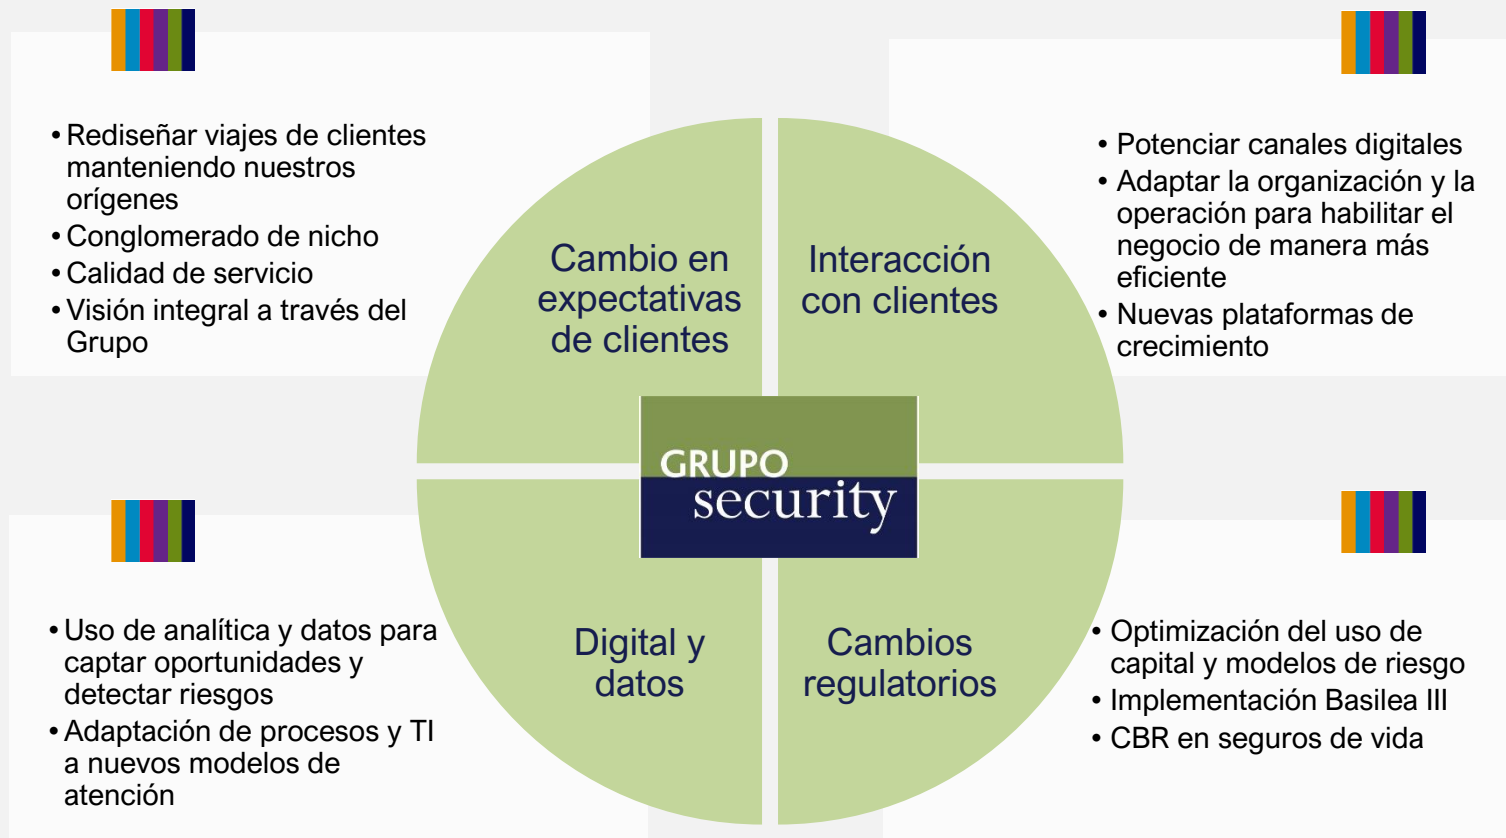 • Rediseñar viajes de clientes
manteniendo nuestros
orígenes
• Conglomerado de nicho
• Calidad de servicio
• Visión integral a través del
Grupo
Cambio en
expectativas
de clientes
Interacción
con clientes
• Potenciar canales digitales
• Adaptar la organización y la
operación para habilitar el
negocio de manera más
eficiente
• Nuevas plataformas de
crecimiento
GRUPO
security
• Uso de analítica y datos para
captar oportunidades y
detectar riesgos
• Adaptación de procesos y TI
a nuevos modelos de
atención
Digital y
datos
Cambios
regulatorios
• Optimización del uso de
capital y modelos de riesgo
• Implementación Basilea III
• CBR en seguros de vida